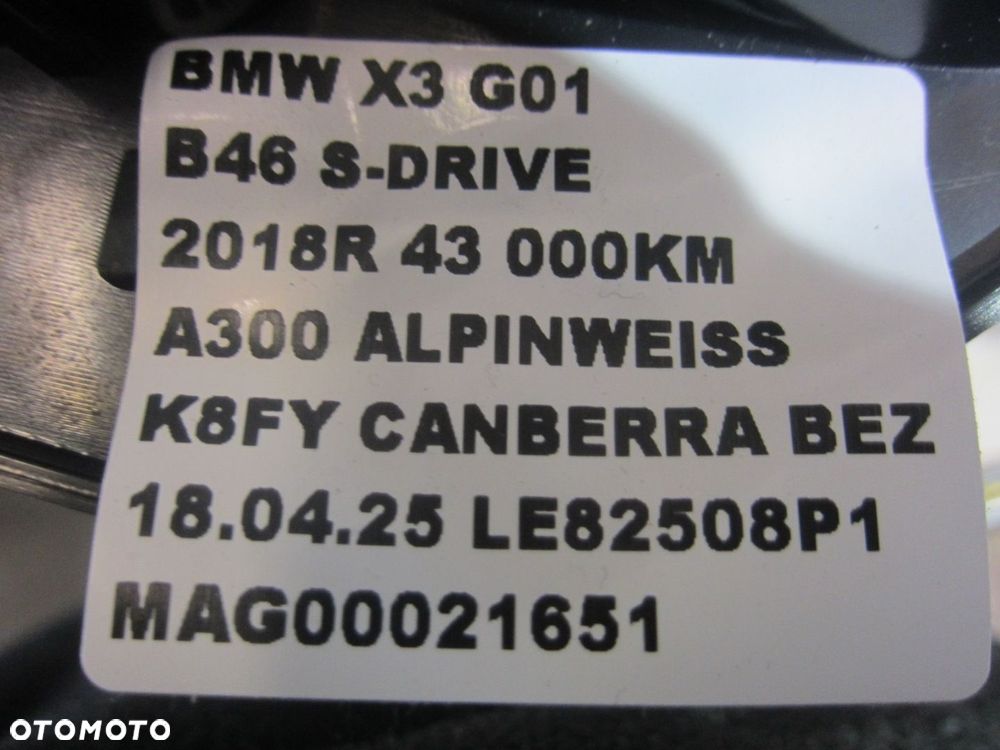 BMW X3 G01
B46 S-DRIVE
2018R 43 000KM
A300 ALPINWEISS
K8FY CANBERRA BEZ
18.04.25 LE82508P1
MAG00021651
OTOMOTO